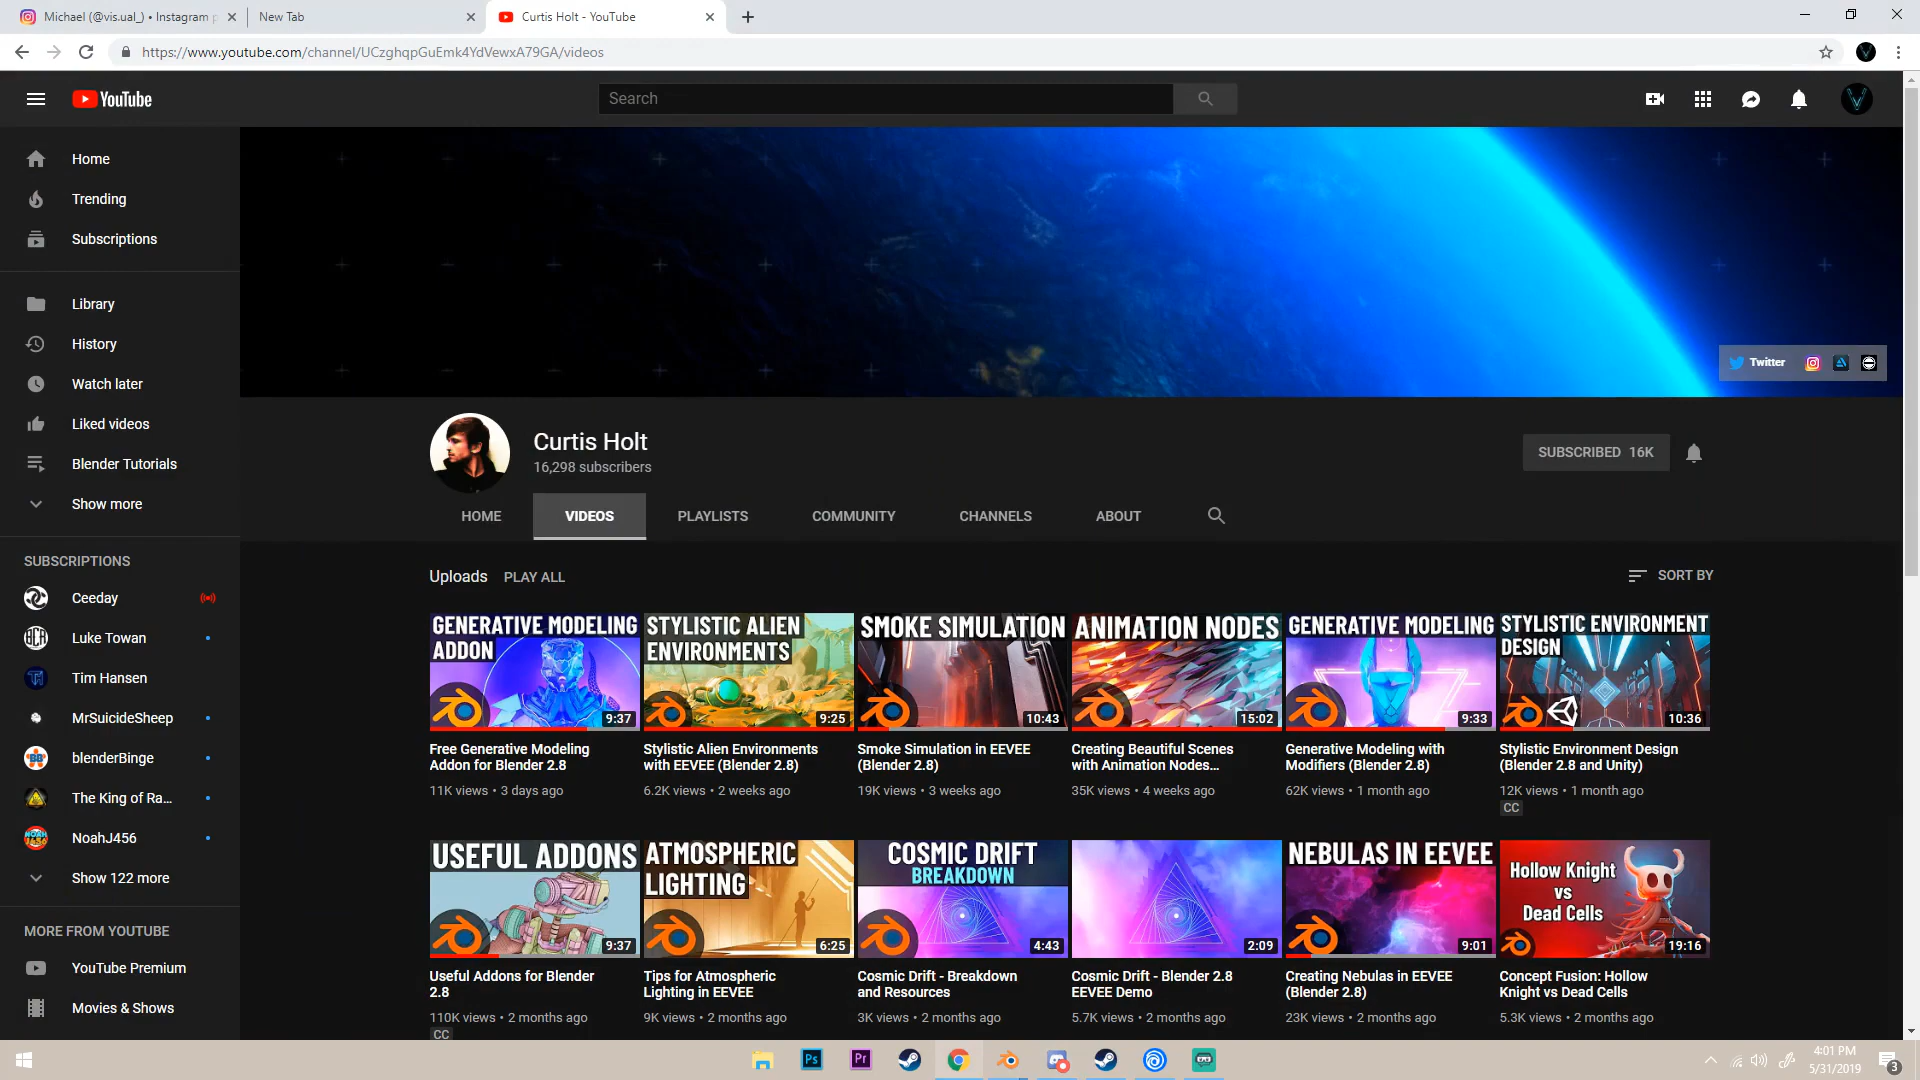 Michael (@vis.ual_) • Instagram p
New Tab
Curtis Holt - YouTube
https://www.youtube.com/channel/UCzghqpGuEmk4YdVewxA79GA/videos
YouTube
Search
Home
Trending
Subscriptions
Library
History
Watch later
Liked videos
Blender Tutorials
Show more
SUBSCRIPTIONS
Ceeday
Luke Towan
Tim Hansen
MrSuicideSheep
blenderBinge
The King of Ra...
NoahJ456
Show 122 more
MORE FROM YOUTUBE
YouTube Premium
Movies & Shows
Twitter
Curtis Holt
16,298 subscribers
SUBSCRIBED 16K
HOME
VIDEOS
PLAYLISTS
COMMUNITY
CHANNELS
ABOUT
Uploads
PLAY ALL
SORT BY
GENERATIVE MODELING
ADDON
9:37
Free Generative Modeling
Addon for Blender 2.8
11K views • 3 days ago
STYLISTIC ALIEN
ENVIRONMENTS
9:25
Stylistic Alien Environments
with EEVEE (Blender 2.8)
6.2K views • 2 weeks ago
SMOKE SIMULATION
10:43
Smoke Simulation in EEVEE
(Blender 2.8)
19K views • 3 weeks ago
ANIMATION NODES
15:02
Creating Beautiful Scenes
with Animation Nodes...
35K views • 4 weeks ago
GENERATIVE MODELING
9:33
Generative Modeling with
Modifiers (Blender 2.8)
62K views • 1 month ago
STYLISTIC ENVIRONMENT
DESIGN
10:36
Stylistic Environment Design
(Blender 2.8 and Unity)
12K views • 1 month ago
CC
USEFUL ADDONS
9:37
Useful Addons for Blender
2.8
110K views • 2 months ago
CC
ATMOSPHERIC
LIGHTING
6:25
Tips for Atmospheric
Lighting in EEVEE
9K views • 2 months ago
COSMIC DRIFT
BREAKDOWN
4:43
Cosmic Drift - Breakdown
and Resources
3K views • 2 months ago
2:09
Cosmic Drift - Blender 2.8
EEVEE Demo
5.7K views • 2 months ago
NEBULAS IN EEVEE
9:01
Creating Nebulas in EEVEE
(Blender 2.8)
23K views • 2 months ago
Hollow Knight
vs
Dead Cells
19:16
Concept Fusion: Hollow
Knight vs Dead Cells
5.3K views • 2 months ago
Ps
Pr
4:01 PM
5/31/2019
3